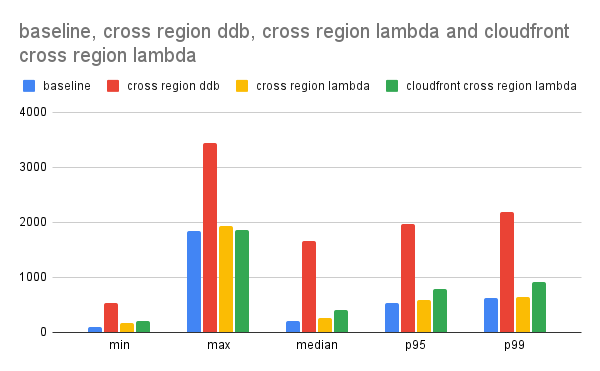 baseline, cross region ddb, cross region lambda and cloudfront
cross region lambda
baseline cross region ddb cross region lambda cloudfront cross region lambda
4000
3000
2000
1000
0
min max median p95 p99